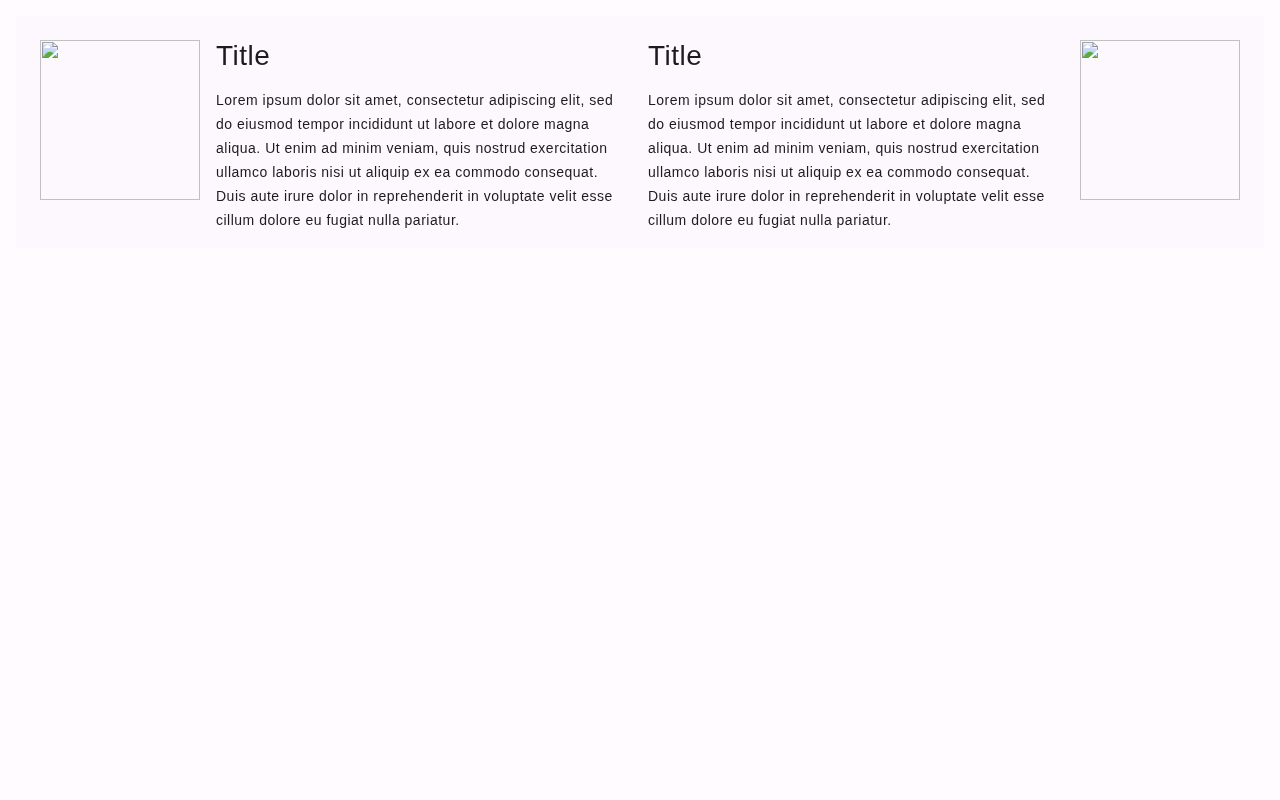 Title
Lorem ipsum dolor sit amet, consectetur adipiscing elit, sed
do eiusmod tempor incididunt ut labore et dolore magna
aliqua. Ut enim ad minim veniam, quis nostrud exercitation
ullamco laboris nisi ut aliquip ex ea commodo consequat.
Duis aute irure dolor in reprehenderit in voluptate velit esse
cillum dolore eu fugiat nulla pariatur.
Title
Lorem ipsum dolor sit amet, consectetur adipiscing elit, sed
do eiusmod tempor incididunt ut labore et dolore magna
aliqua. Ut enim ad minim veniam, quis nostrud exercitation
ullamco laboris nisi ut aliquip ex ea commodo consequat.
Duis aute irure dolor in reprehenderit in voluptate velit esse
cillum dolore eu fugiat nulla pariatur.